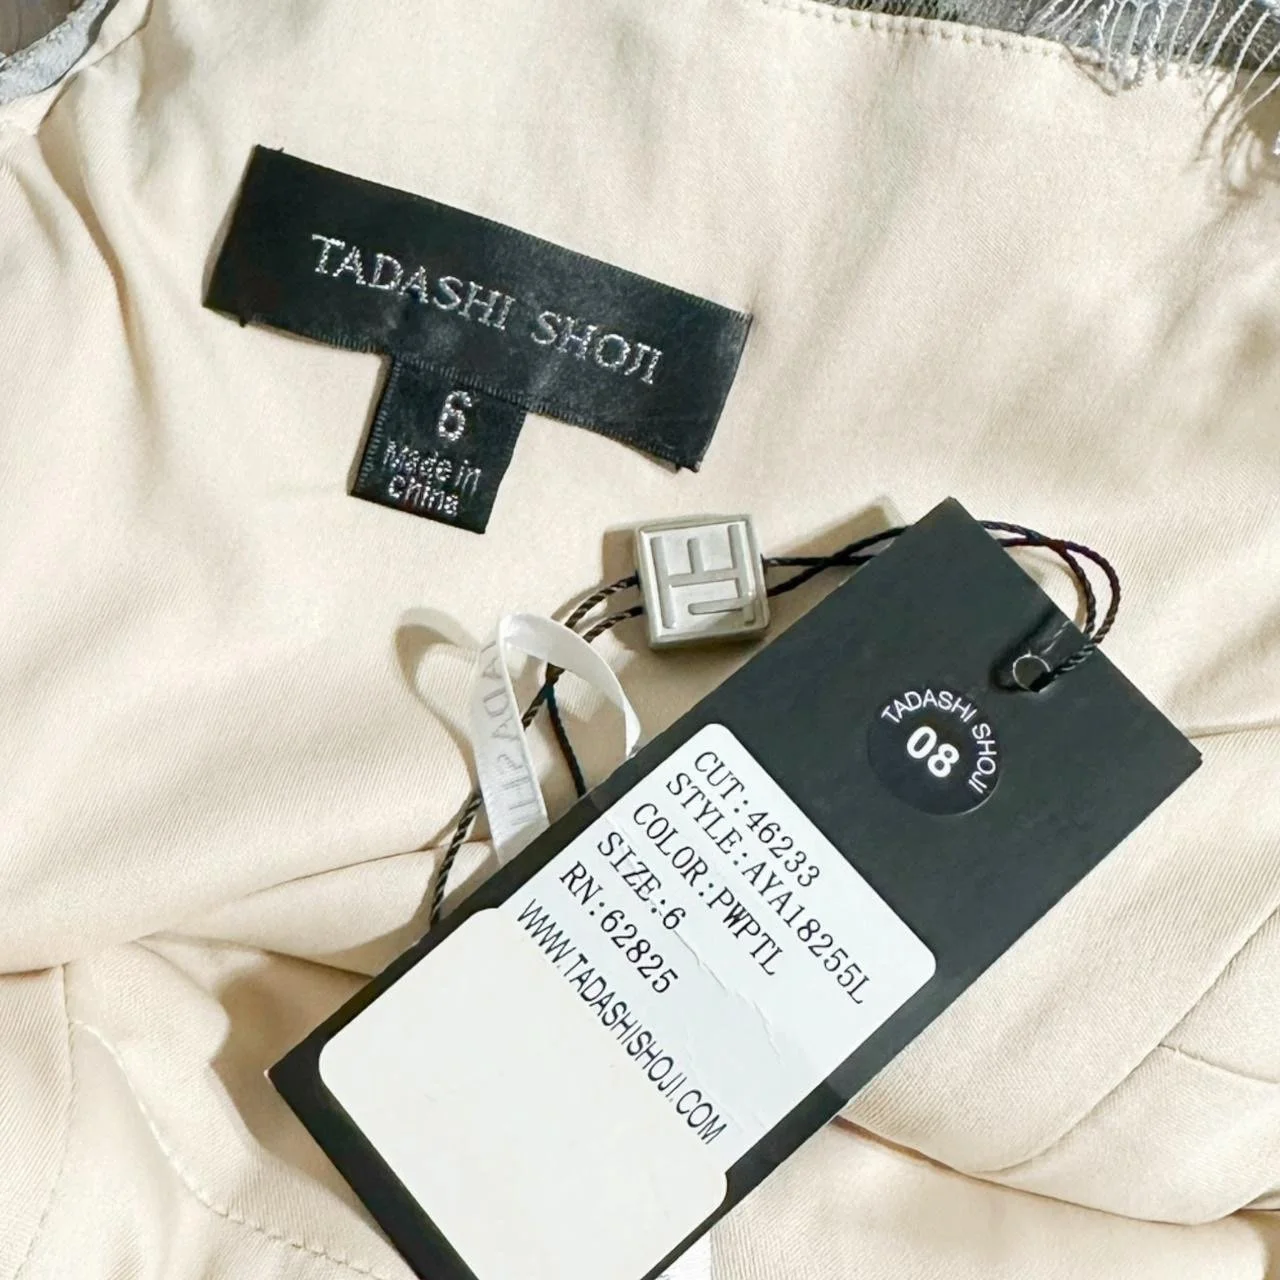 TADASHI SHOJI
6
Made in
China
TADASHI SHOJI
08
CUT:46233
STYLE:AYA18255L
COLOR:PWPTL
SIZE:6
RN:62825
WWW.TADASHISHOJI.COM